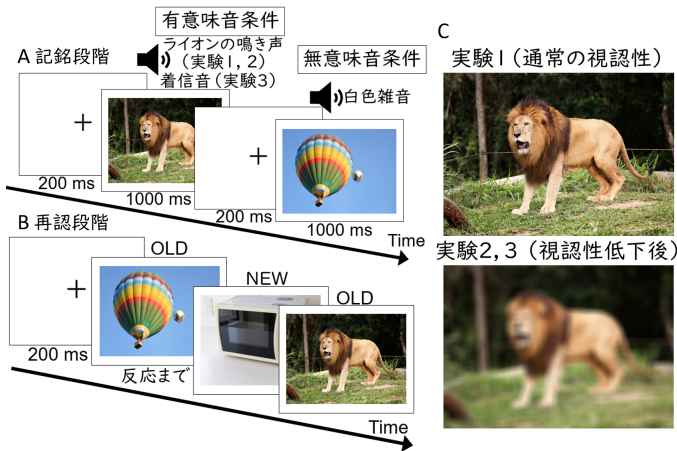 有意味音条件
A 記銘段階
ライオンの鳴き声
(実験1, 2)
着信音(実験3)
無意味音条件
白色雑音
200 ms
1000 ms
200 ms
1000 ms
Time
B 再認段階
OLD
NEW
OLD
200 ms
反応まで
Time
C
実験1(通常の視認性)
実験2,3(視認性低下後)